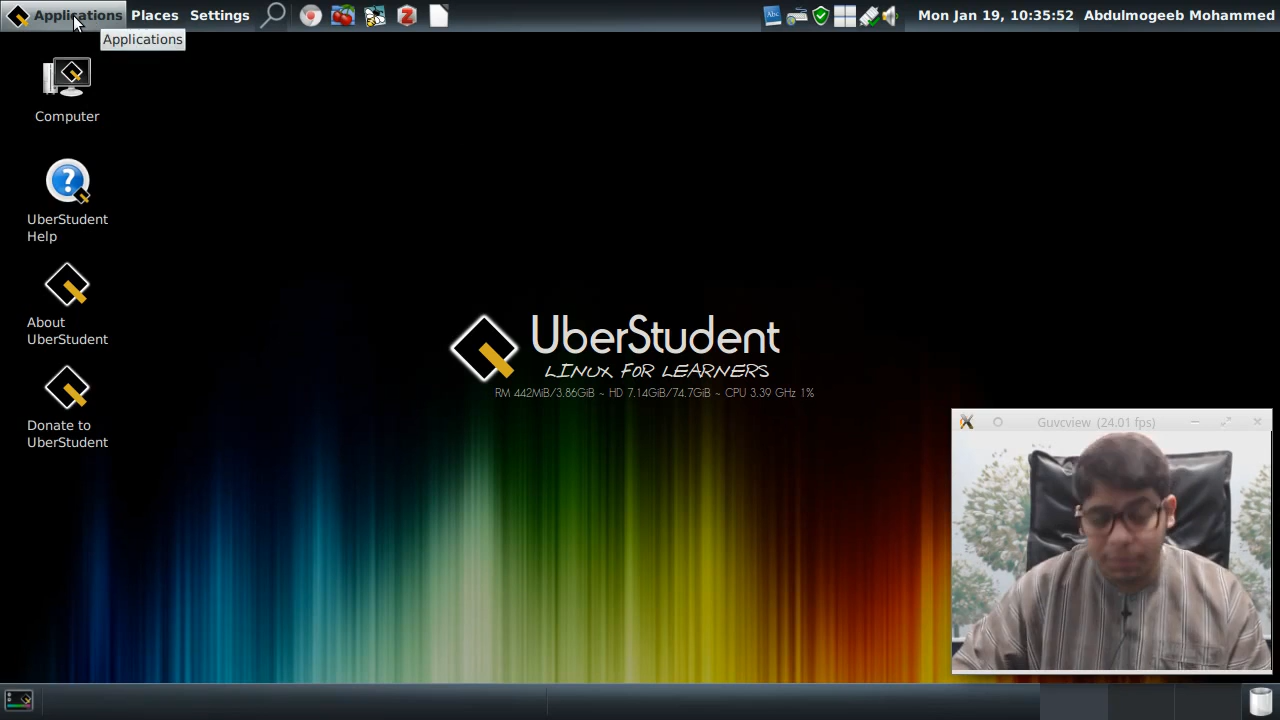 Applications Places Settings Mon Jan 19, 10:35:52 Abdulmogeeb Mohammed
Applications
Computer
UberStudent
Help
About
UberStudent
Donate to
UberStudent
UberStudent
LINUX FOR LEARNERS
RM 442MiB/3.86GiB ~ HD 7.14GiB/74.7GiB ~ CPU 3.39 GHz 1%
Guvcview (24.01 fps)
Abc